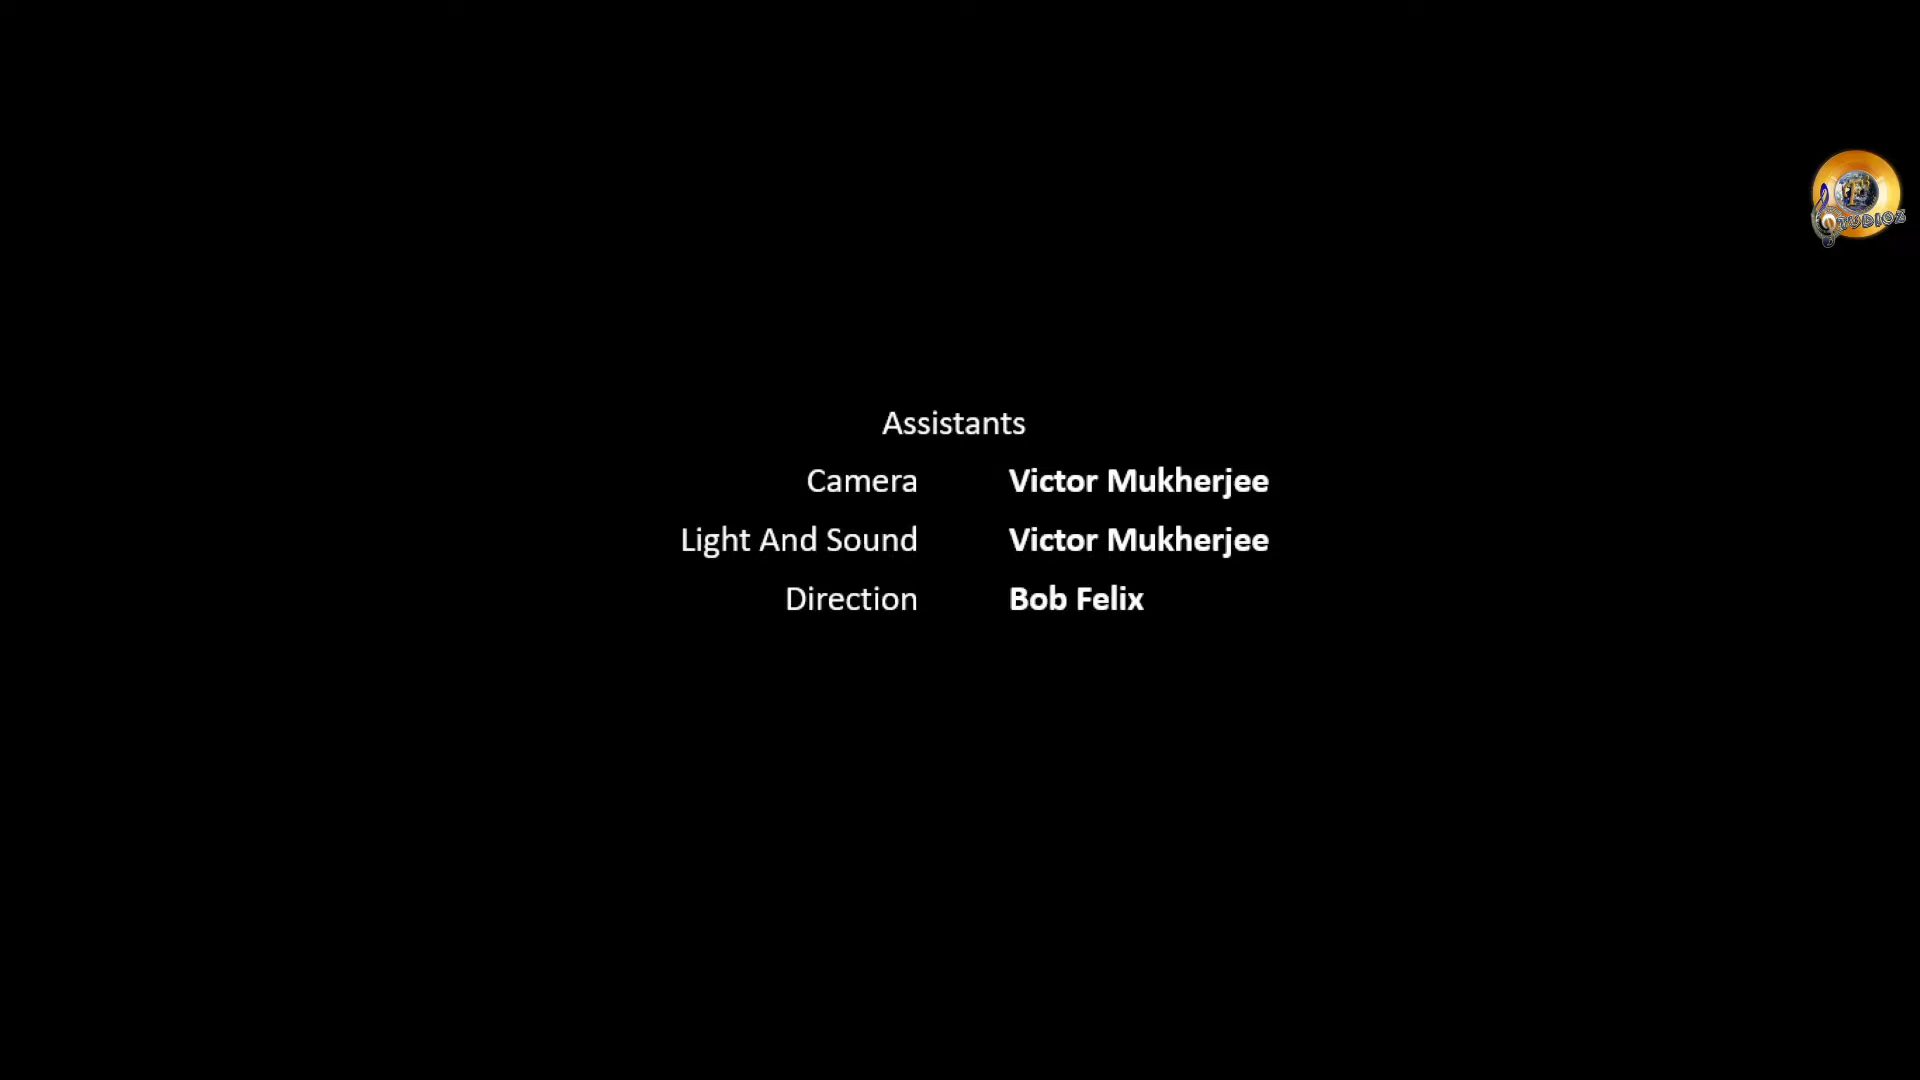 Assistants
Camera Victor Mukherjee
Light And Sound Victor Mukherjee
Direction Bob Felix